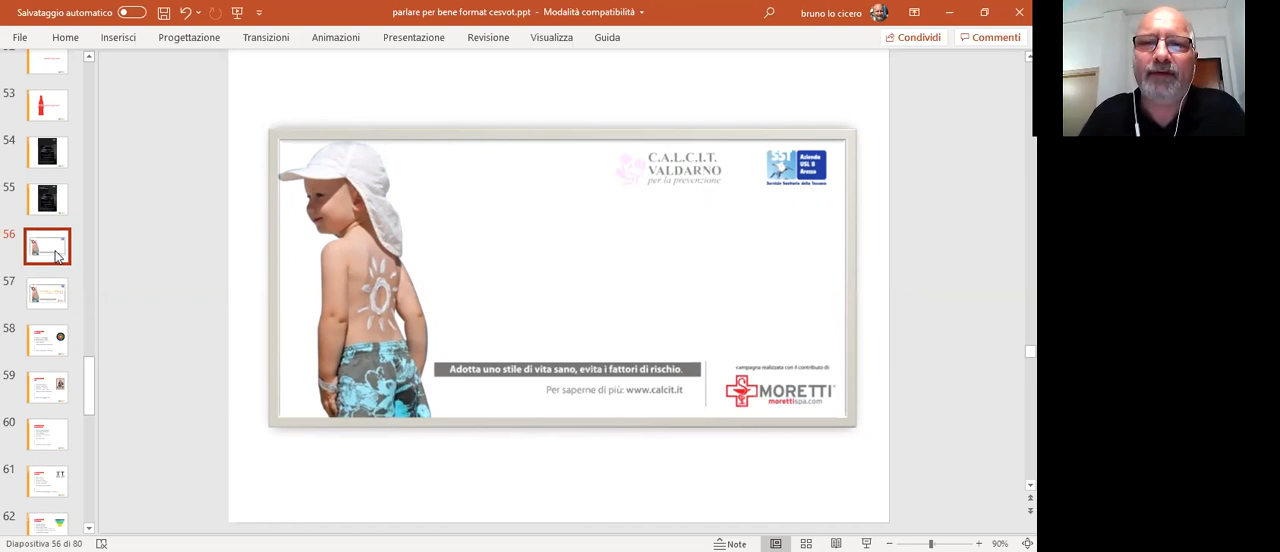 Salvataggio automatico
parlare per bene format cesvot.ppt - Modalità compatibilità
bruno lo cicero
File Home Inserisci Progettazione Transizioni Animazioni Presentazione Revisione Visualizza Guida
Condividi Commenti
53
54
55
56
57
58
59
60
61
62
C.A.L.C.I.T.
VALDARNO
per la prevenzione
SST
Azienda
USL 8
Arezzo
Servizio Sanitario della Toscana
Adotta uno stile di vita sano, evita i fattori di rischio.
Per saperne di più: www.calcit.it
campagna realizzata con il contributo di
MORETTI
morettispa.com
Diapositiva 56 di 80
Note
90%